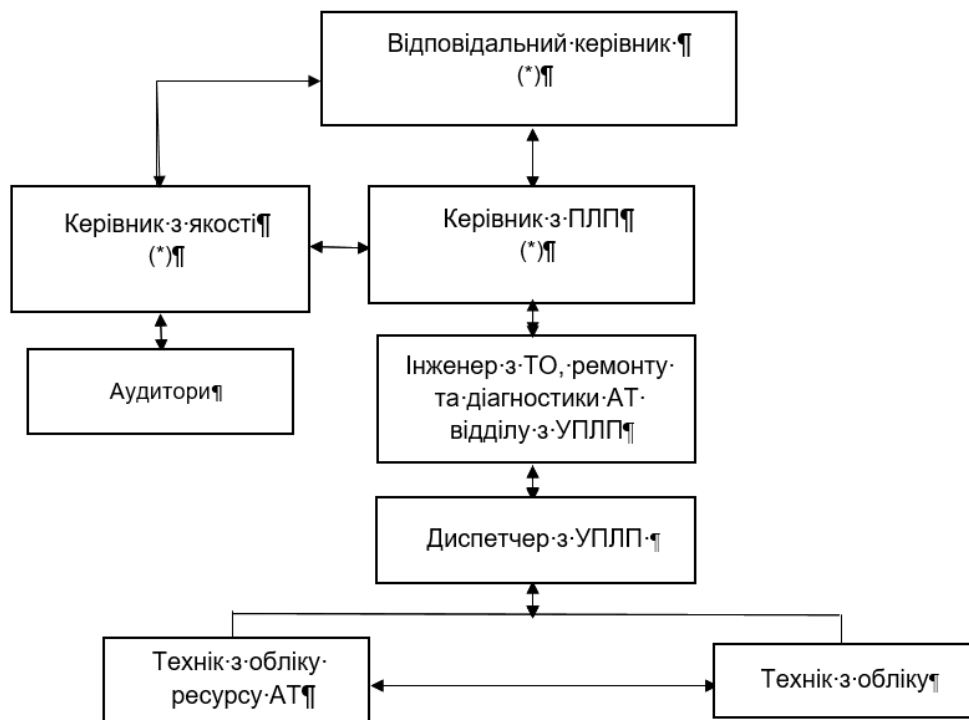 Відповідальний·керівник·¶
(*)¶
Керівник·з·якості¶
(*)¶
Керівник·з·ПЛП¶
(*)¶
Аудитори¶
Інженер·з·ТО,·ремонту·
та·діагностики·АТ·
відділу·з·УПЛП¶
Диспетчер·з·УПЛП·¶
Технік·з·обліку·
ресурсу·АТ¶
Технік·з·обліку¶